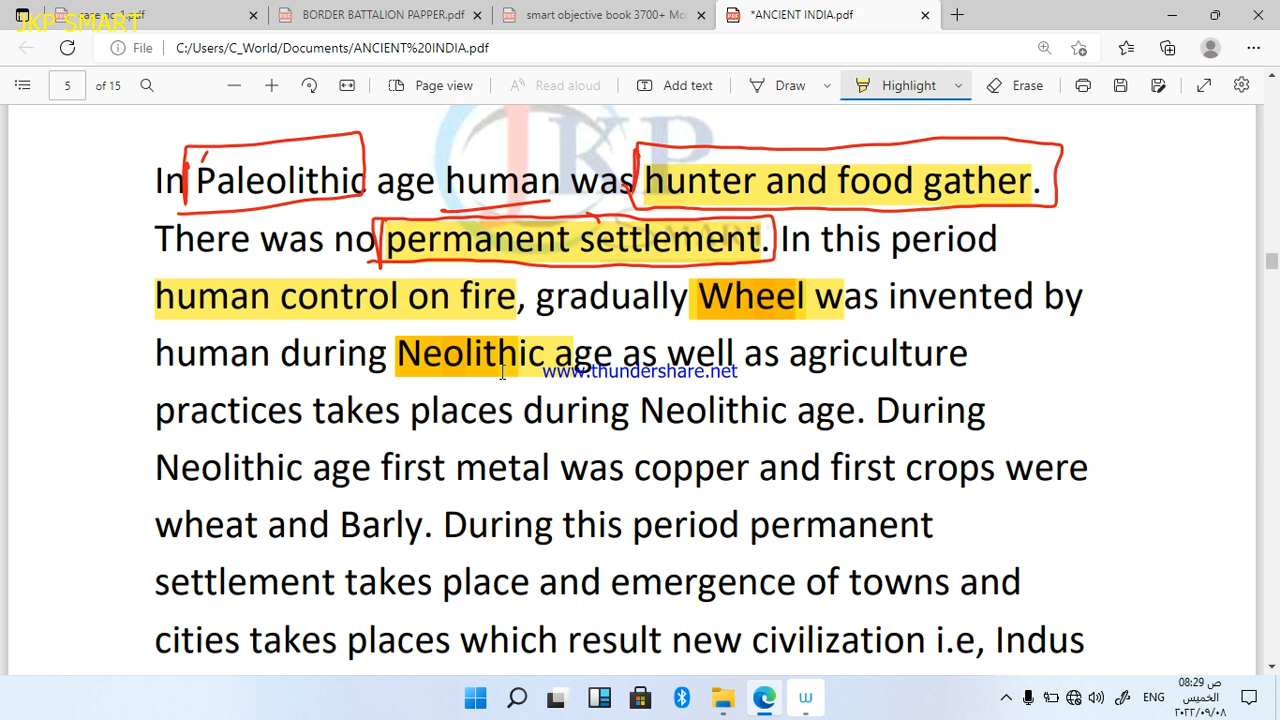 JKP SMART
BORDER BATTALION PAPPER.pdf
smart objective book 3700+ Mc
*ANCIENT INDIA.pdf
File
C:/Users/C_World/Documents/ANCIENT%20INDIA.pdf
5 of 15
Page view
Read aloud
Add text
Draw
Highlight
Erase
In Paleolithic age human was hunter and food gather.
There was no permanent settlement. In this period
human control on fire, gradually Wheel was invented by
human during Neolithic age as well as agriculture
www.thundershare.net
practices takes places during Neolithic age. During
Neolithic age first metal was copper and first crops were
wheat and Barly. During this period permanent
settlement takes place and emergence of towns and
cities takes places which result new civilization i.e, Indus
ENG
08:29 ص
الخميس
٢٠٢٢/٠٩/٠٨